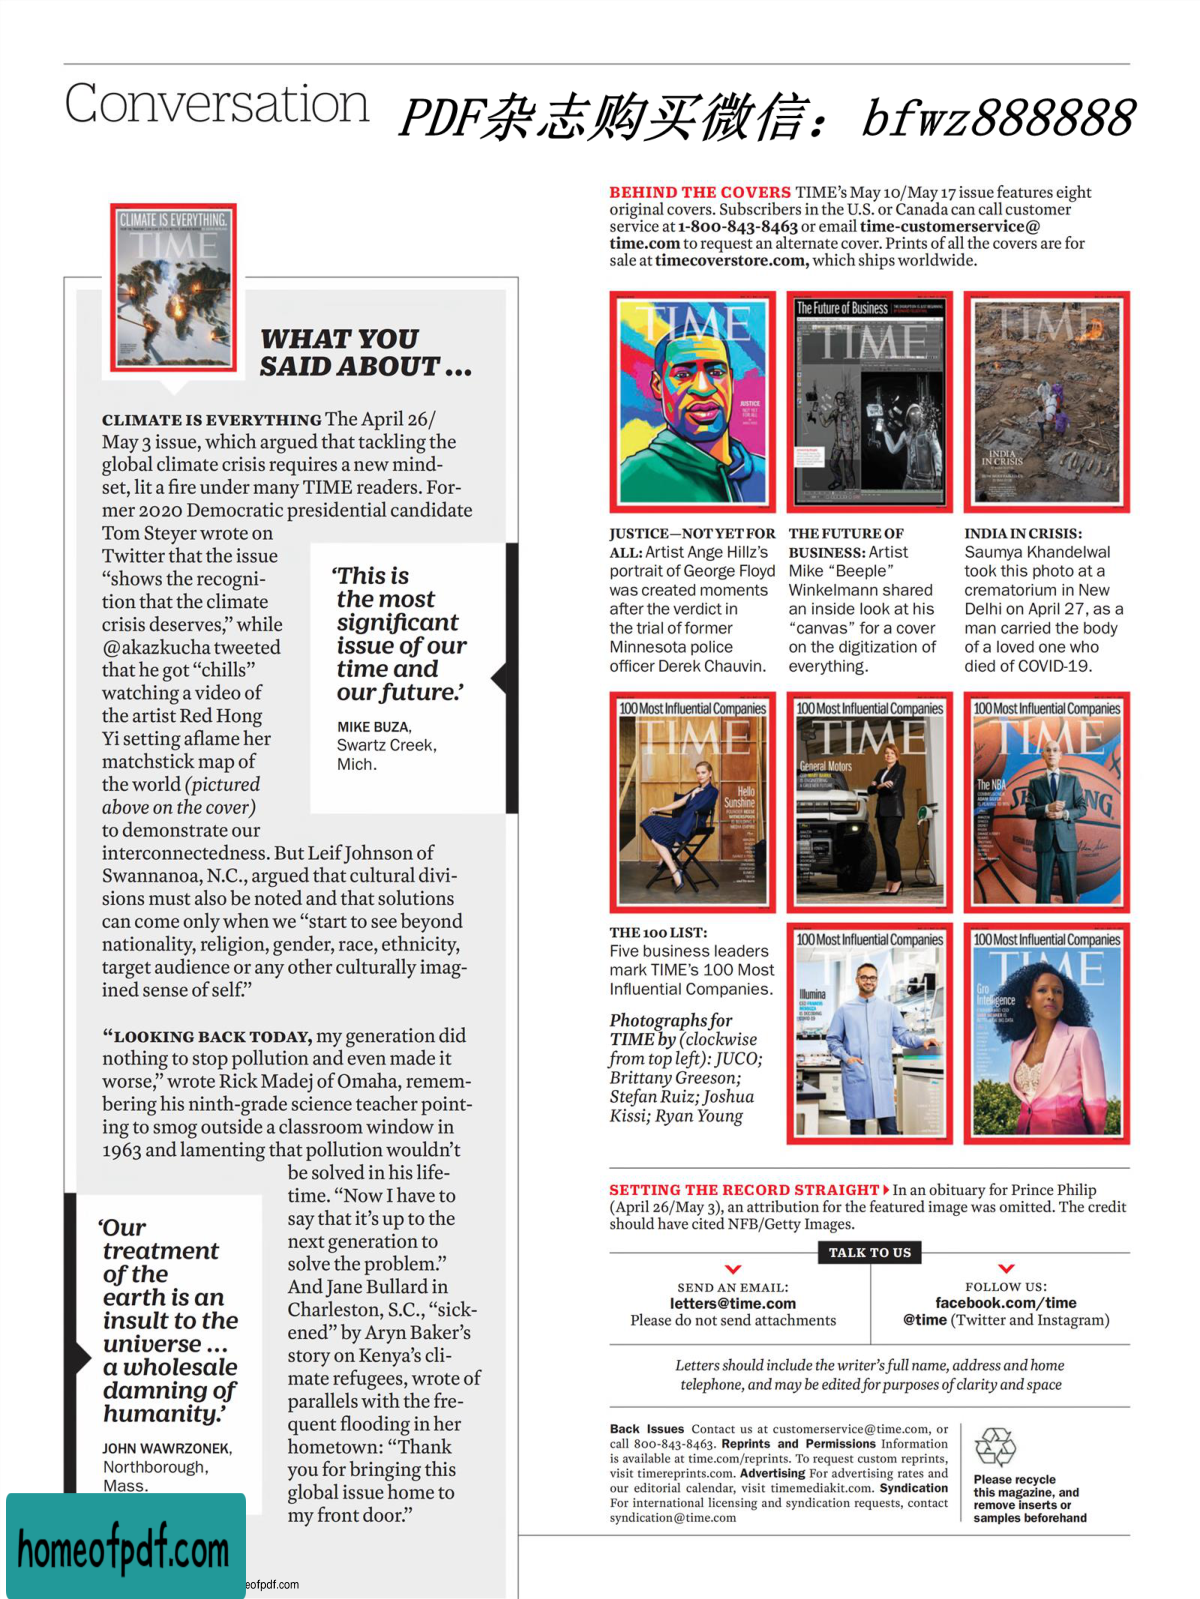 Conversation
PDF杂志购买微信：bfwz888888
CLIMATE IS EVERYTHING.
TIME
WHAT YOU
SAID ABOUT ...
CLIMATE IS EVERYTHING The April 26/
May 3 issue, which argued that tackling the
global climate crisis requires a new mind-
set, lit a fire under many TIME readers. For-
mer 2020 Democratic presidential candidate
Tom Steyer wrote on
Twitter that the issue
“shows the recogni-
tion that the climate
crisis deserves,” while
@akazkucha tweeted
that he got “chills”
watching a video of
the artist Red Hong
Yi setting aflame her
matchstick map of
the world (pictured
above on the cover)
to demonstrate our
interconnectedness. But Leif Johnson of
Swannanoa, N.C., argued that cultural divi-
sions must also be noted and that solutions
can come only when we “start to see beyond
nationality, religion, gender, race, ethnicity,
target audience or any other culturally imag-
ined sense of self.”
‘This is
the most
significant
issue of our
time and
our future.’
MIKE BUZA,
Swartz Creek,
Mich.
“LOOKING BACK TODAY, my generation did
nothing to stop pollution and even made it
worse,” wrote Rick Madej of Omaha, remem-
bering his ninth-grade science teacher point-
ing to smog outside a classroom window in
1963 and lamenting that pollution wouldn’t
be solved in his life-
time. “Now I have to
say that it’s up to the
next generation to
solve the problem.”
And Jane Bullard in
Charleston, S.C., “sick-
ened” by Aryn Baker’s
story on Kenya’s cli-
mate refugees, wrote of
parallels with the fre-
quent flooding in her
hometown: “Thank
you for bringing this
global issue home to
my front door.”
‘Our
treatment
of the
earth is an
insult to the
universe ...
a wholesale
damning of
humanity.’
JOHN WAWRZONEK,
Northborough,
Mass.
homeofpdf.com
eofpdf.com
BEHIND THE COVERS TIME’s May 10/May 17 issue features eight
original covers. Subscribers in the U.S. or Canada can call customer
service at 1-800-843-8463 or email time-customerservice@
time.com to request an alternate cover. Prints of all the covers are for
sale at timecoverstore.com, which ships worldwide.
TIME
JUSTICE
The Future of Business
TIME
TIME
INDIA
IN CRISIS
JUSTICE—NOT YET FOR
ALL: Artist Ange Hillz’s
portrait of George Floyd
was created moments
after the verdict in
the trial of former
Minnesota police
officer Derek Chauvin.
THE FUTURE OF
BUSINESS: Artist
Mike “Beeple”
Winkelmann shared
an inside look at his
“canvas” for a cover
on the digitization of
everything.
INDIA IN CRISIS:
Saumya Khandelwal
took this photo at a
crematorium in New
Delhi on April 27, as a
man carried the body
of a loved one who
died of COVID-19.
100 Most Influential Companies
TIME
Hello
Sunshine
100 Most Influential Companies
TIME
General Motors
100 Most Influential Companies
TIME
The NBA
THE 100 LIST:
Five business leaders
mark TIME’s 100 Most
Influential Companies.
Photographs for
TIME by (clockwise
from top left): JUCO;
Brittany Greeson;
Stefan Ruiz; Joshua
Kissi; Ryan Young
100 Most Influential Companies
TIME
Illumina
100 Most Influential Companies
TIME
Gro
Intelligence
SETTING THE RECORD STRAIGHT In an obituary for Prince Philip
(April 26/May 3), an attribution for the featured image was omitted. The credit
should have cited NFB/Getty Images.
TALK TO US
SEND AN EMAIL:
letters@time.com
Please do not send attachments
FOLLOW US:
facebook.com/time
@time (Twitter and Instagram)
Letters should include the writer’s full name, address and home
telephone, and may be edited for purposes of clarity and space
Back Issues Contact us at customerservice@time.com, or
call 800-843-8463. Reprints and Permissions Information
is available at time.com/reprints. To request custom reprints,
visit timereprints.com. Advertising For advertising rates and
our editorial calendar, visit timemediakit.com. Syndication
For international licensing and syndication requests, contact
syndication@time.com
Please recycle
this magazine, and
remove inserts or
samples beforehand